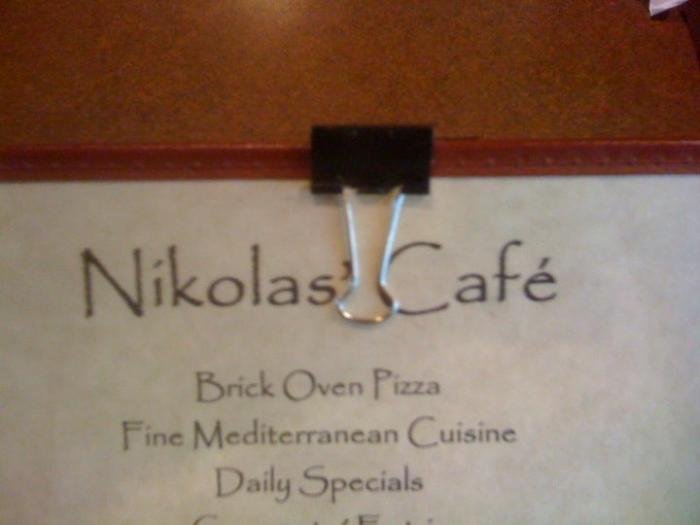 Nikolas' Café
Brick Oven Pizza
Fine Mediterranean Cuisine
Daily Specials